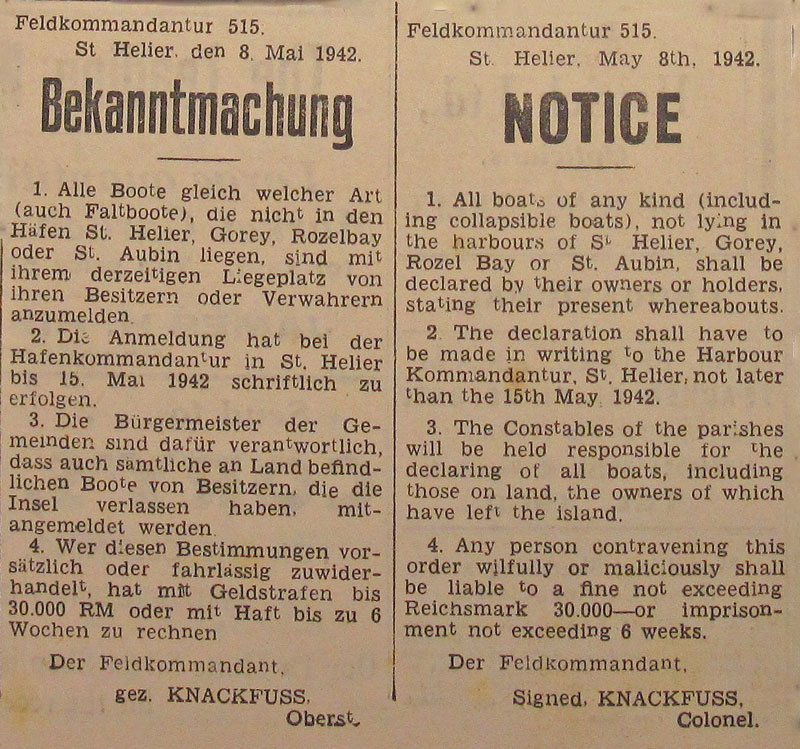 Feldkommandantur 515.
St Helier, den 8. Mai 1942.
Bekanntmachung
1. Alle Boote gleich welcher Art
(auch Faltboote), die nicht in den
Häfen St. Helier, Gorey, Rozelbay
oder St. Aubin liegen, sind mit
ihrem derzeitigen Liegeplatz von
ihren Besitzern oder Verwahrern
anzumelden
2. Die Anmeldung hat bei der
Hafenkommandantur in St. Helier
bis 15. Mai 1942 schriftlich zu
erfolgen.
3. Die Bürgermeister der Ge-
meinden sind dafür verantwortlich,
dass auch sämtliche an Land befind-
lichen Boote von Besitzern, die die
Insel verlassen haben, mit-
angemeldet werden.
4. Wer diesen Bestimmungen vor-
sätzlich oder fahrlässig zuwider-
handelt, hat mit Geldstrafen bis
30.000 RM oder mit Haft bis zu 6
Wochen zu rechnen
Der Feldkommandant,
gez. KNACKFUSS,
Oberst.
Feldkommandantur 515.
St. Helier, May 8th, 1942.
NOTICE
1. All boats of any kind (includ-
ing collapsible boats), not lying in
the harbours of St Helier, Gorey,
Rozel Bay or St. Aubin, shall be
declared by their owners or holders,
stating their present whereabouts.
2 The declaration shall have to
be made in writing to the Harbour
Kommandantur, St. Helier, not later
than the 15th May 1942.
3. The Constables of the parishes
will be held responsible for the
declaring of all boats, including
those on land, the owners of which
have left the island.
4. Any person contravening this
order wilfully or maliciously shall
be liable to a fine not exceeding
Reichsmark 30.000—or imprison-
ment not exceeding 6 weeks.
Der Feldkommandant,
Signed, KNACKFUSS,
Colonel.